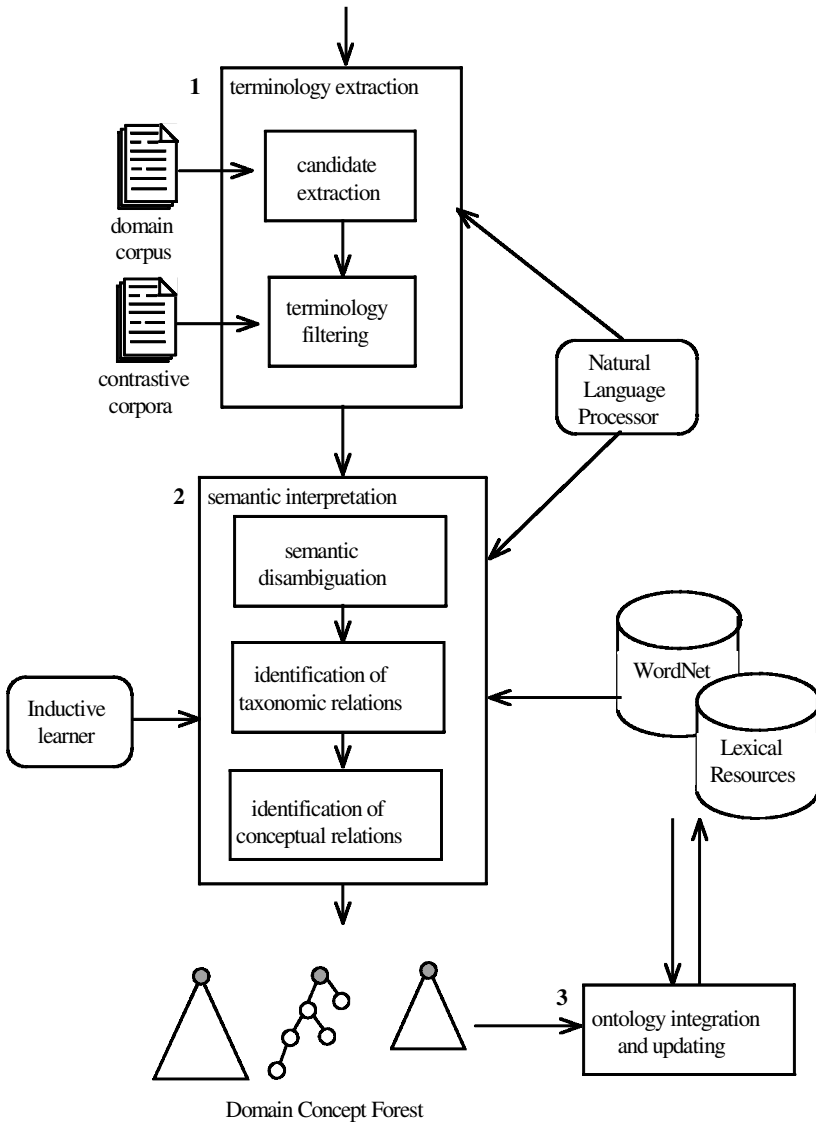 1 terminology extraction
candidate
extraction
domain
corpus
terminology
filtering
contrastive
corpora
Natural
Language
Processor
2 semantic interpretation
semantic
disambiguation
identification of
taxonomic relations
identification of
conceptual relations
Inductive
learner
WordNet
Lexical
Resources
3
ontology integration
and updating
Domain Concept Forest